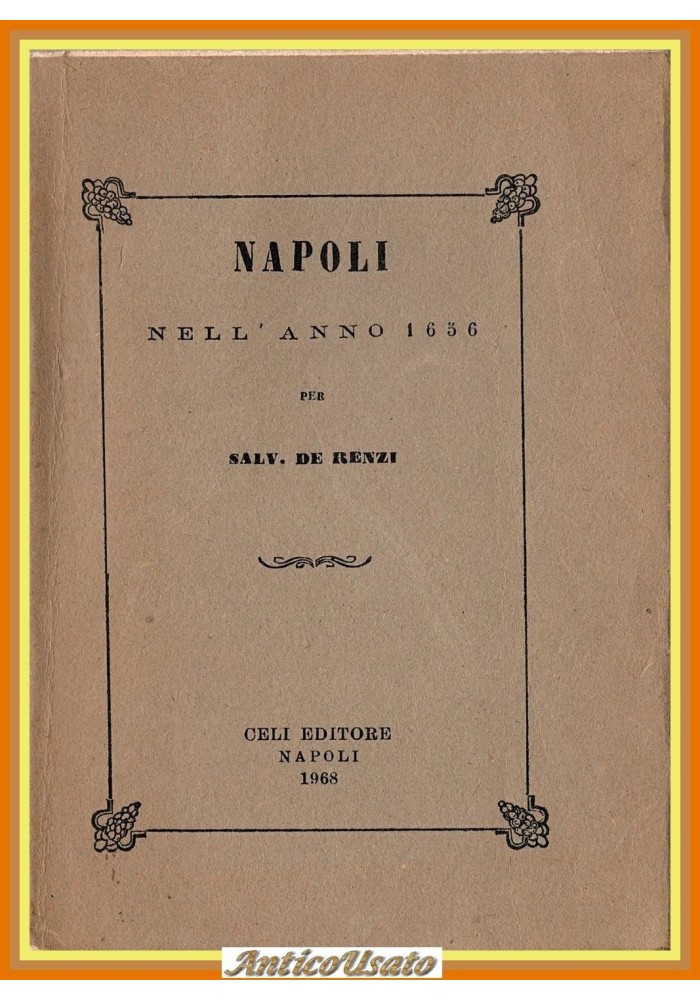 NAPOLI
NELL' ANNO 1656
PER
SALV. DE RENZI
CELI EDITORE
NAPOLI
1968
AnticoUsato